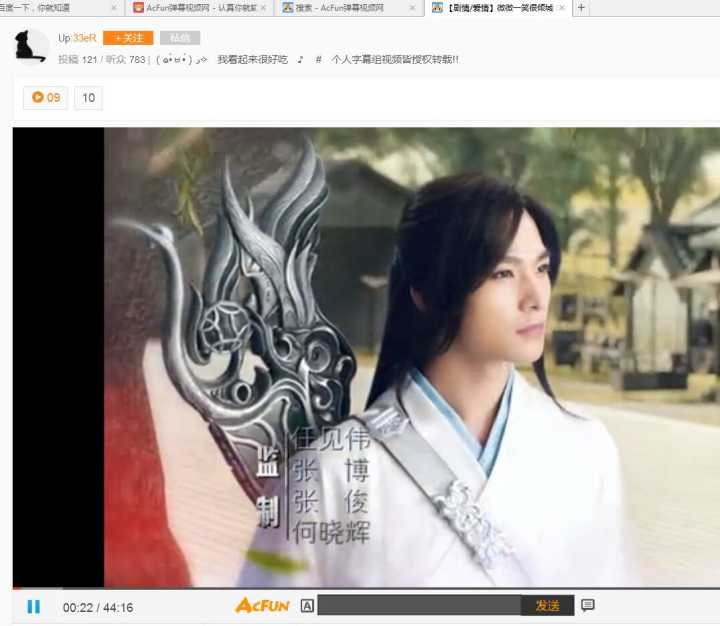 百度一下，你就知道
AcFun弹幕视频网 - 认真你就输
搜索 - AcFun弹幕视频网
【剧情/爱情】微微一笑很倾城
Up:33eR
+关注
私信
投稿 121 / 听众 783 |
我看起来很好吃 ♪ # 个人字幕组视频皆授权转载!!
09
10
监制
任见伟
张 博
张 俊
何晓辉
00:22 / 44:16
ACFUN
A
发送